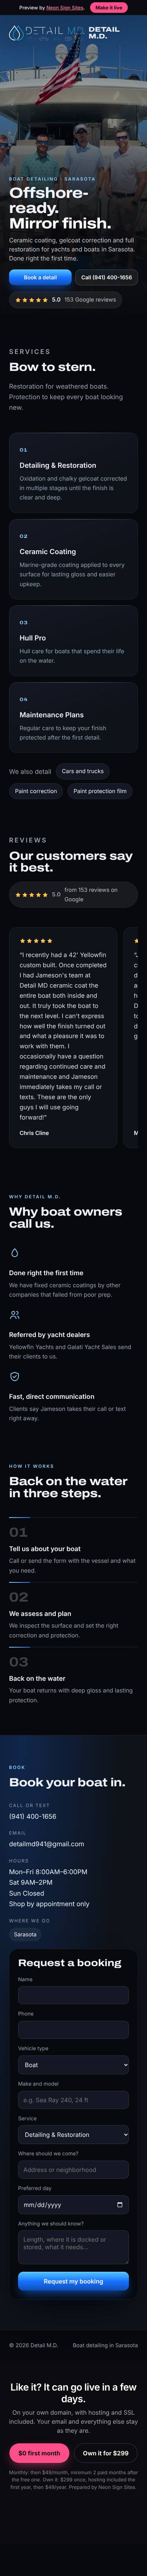 Preview by Neon Sign Sites. Make it live
DETAIL MD DETAIL
M.D.
BOAT DETAILING | SARASOTA
Offshore-
ready.
Mirror finish.
Ceramic coating, gelcoat correction and full
restoration for yachts and boats in Sarasota.
Done right the first time.
Book a detail Call (941) 400-1656
★★★★★ 5.0 153 Google reviews
SERVICES
Bow to stern.
Restoration for weathered boats.
Protection to keep every boat looking
new.
01
Detailing & Restoration
Oxidation and chalky gelcoat corrected
in multiple stages until the finish is
clear and deep.
02
Ceramic Coating
Marine-grade coating applied to every
surface for lasting gloss and easier
upkeep.
03
Hull Pro
Hull care for boats that spend their life
on the water.
04
Maintenance Plans
Regular care to keep your finish
protected after the first detail.
We also detail Cars and trucks
Paint correction Paint protection film
REVIEWS
Our customers say
it best.
★★★★★ 5.0 from 153 reviews on
Google
★★★★★
"I recently had a 42' Yellowfin
custom built. Once completed
I had Jameson's team at
Detail MD ceramic coat the
entire boat both inside and
out. It truly took the boat to
the next level. I can't express
how well the finish turned out
and what a pleasure it was to
work with them. I
occasionally have a question
regarding continued care and
maintenance and Jameson
immediately takes my call or
texts. These are the only
guys I will use going
forward!"
Chris Cline
WHY DETAIL M.D.
Why boat owners
call us.
Done right the first time
We have fixed ceramic coatings by other
companies that failed from poor prep.
Referred by yacht dealers
Yellowfin Yachts and Galati Yacht Sales send
their clients to us.
Fast, direct communication
Clients say Jameson takes their call or text
right away.
HOW IT WORKS
Back on the water
in three steps.
01
Tell us about your boat
Call or send the form with the vessel and what
you need.
02
We assess and plan
We inspect the surface and set the right
correction and protection.
03
Back on the water
Your boat returns with deep gloss and lasting
protection.
BOOK
Book your boat in.
CALL OR TEXT
(941) 400-1656
EMAIL
detailmd941@gmail.com
HOURS
Mon–Fri 8:00AM–6:00PM
Sat 9AM–2PM
Sun Closed
Shop by appointment only
WHERE WE GO
Sarasota
Request a booking
Name
Phone
Vehicle type
Boat
Make and model
e.g. Sea Ray 240, 24 ft
Service
Detailing & Restoration
Where should we come?
Address or neighborhood
Preferred day
mm/dd/yyyy
Anything we should know?
Length, where it is docked or
stored, what it needs...
Request my booking
© 2026 Detail M.D. Boat detailing in Sarasota
Like it? It can go live in a few
days.
On your own domain, with hosting and SSL
included. Your email and everything else stay
as they are.
$0 first month Own it for $299
Monthly: then $49/month, minimum 2 paid months after
the free one. Own it: $299 once, hosting included the
first year, then $49/year. Prepared by Neon Sign Sites.